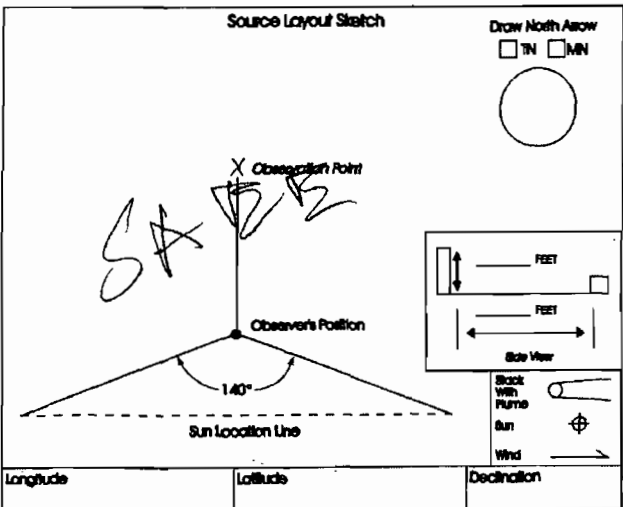 Source Layout Sketch
Draw North Arrow
TN MN
X Observation Point
Observer's Position
140°
Sun Location Line
FEET
FEET
Side View
Stack With Plume
Sun
Wind
Longitude
Latitude
Declination